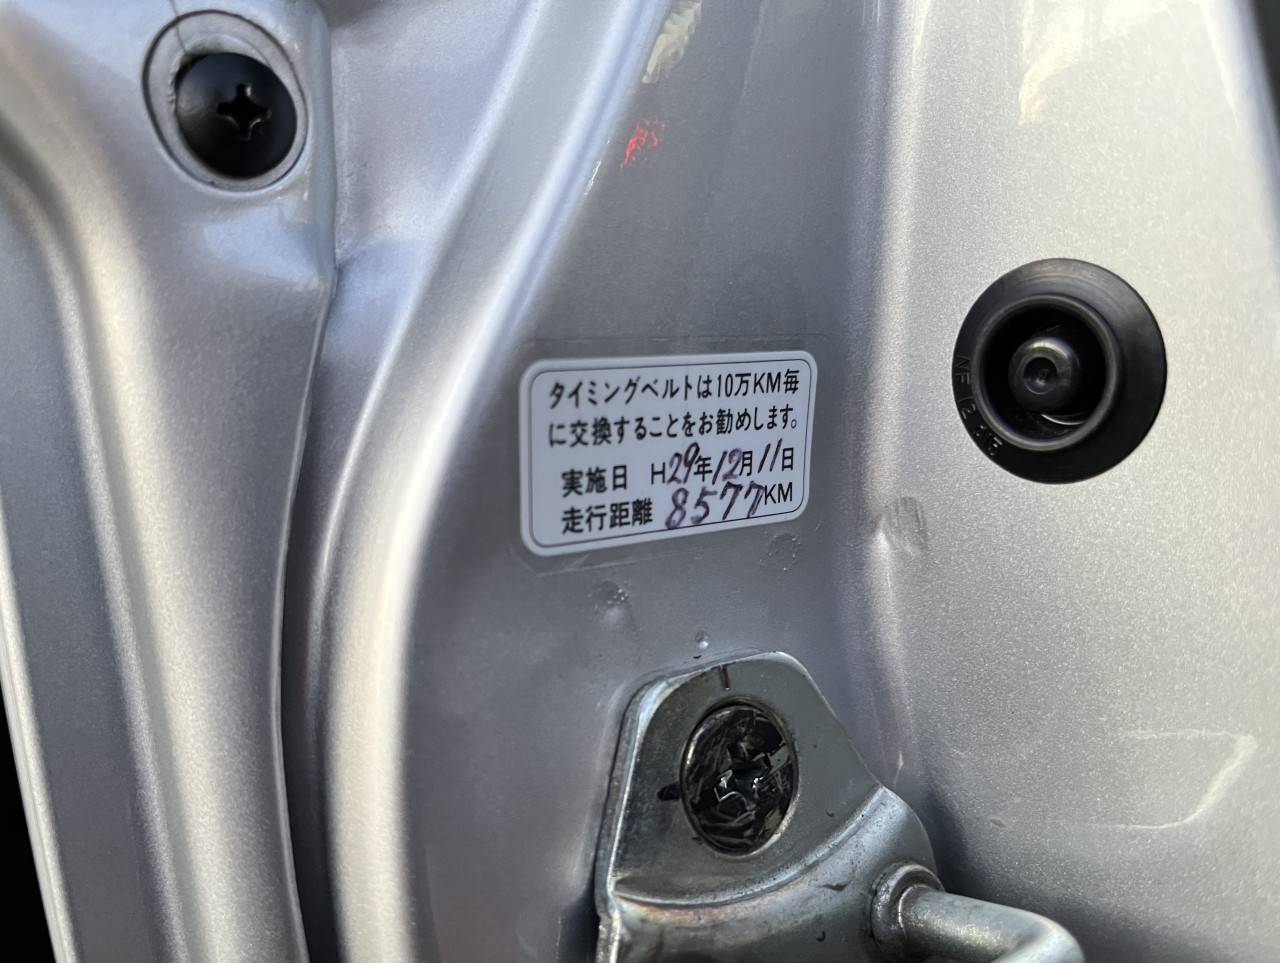 タイミングベルトは10万KM毎
に交換することをお勧めします。
実施日 H29年12月11日
走行距離 8577KM